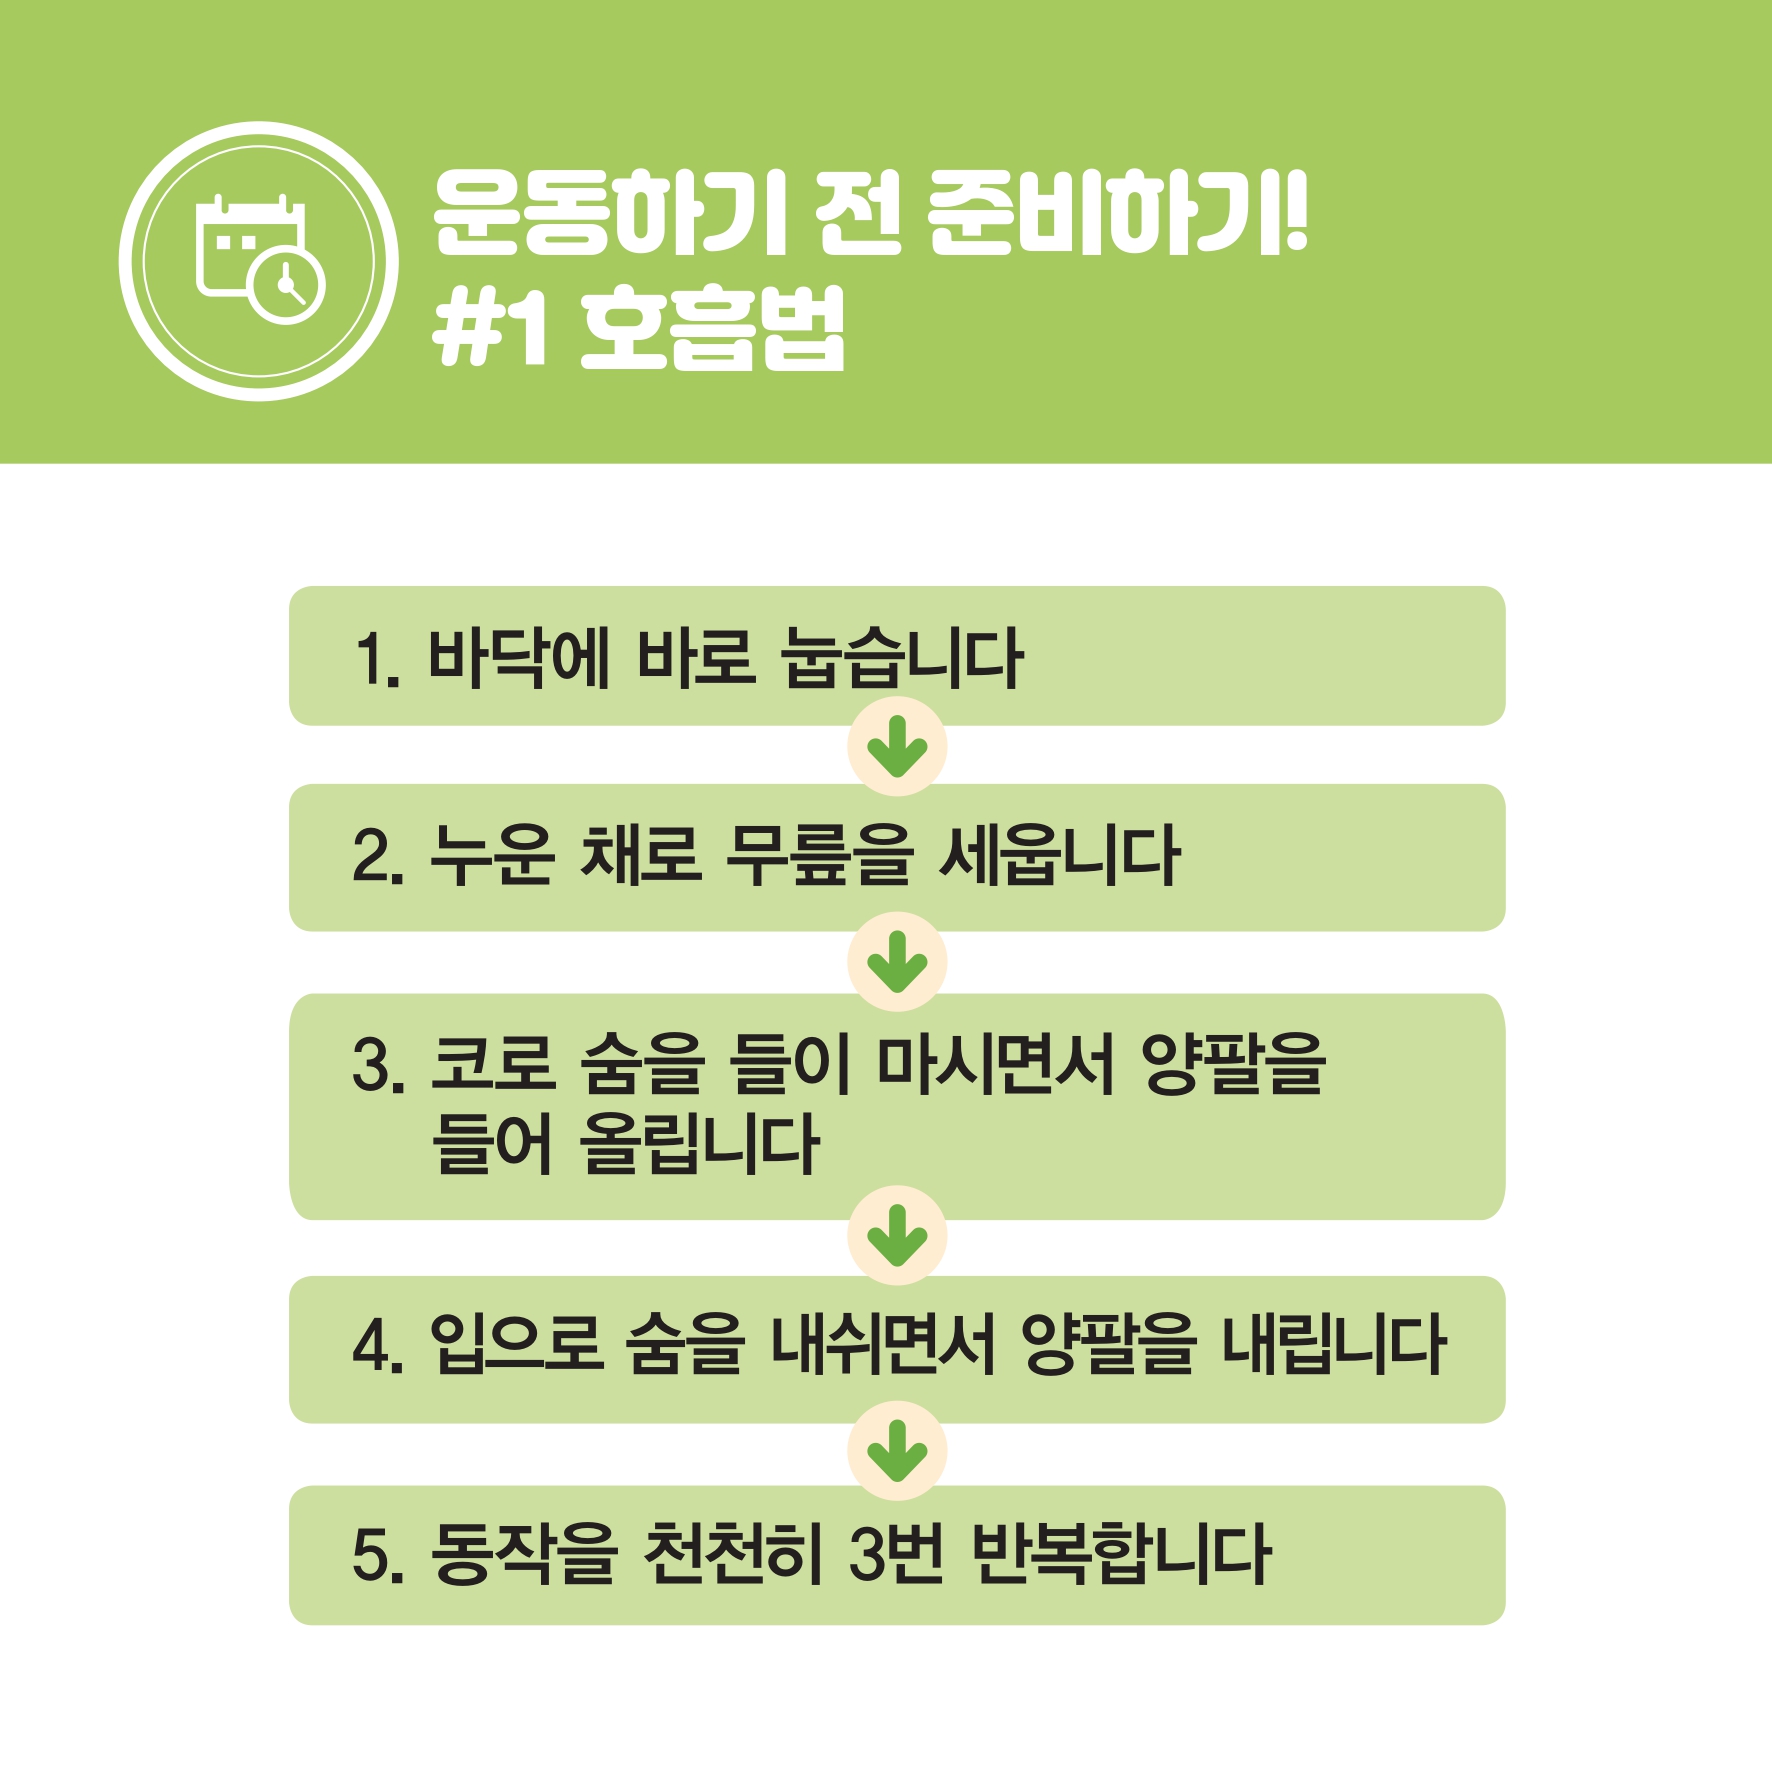 운동하기 전 준비하기!
#1 호흡법
1. 바닥에 바로 눕습니다
2. 누운 채로 무릎을 세웁니다
3. 코로 숨을 들이 마시면서 양팔을
들어 올립니다
4. 입으로 숨을 내쉬면서 양팔을 내립니다
5. 동작을 천천히 3번 반복합니다